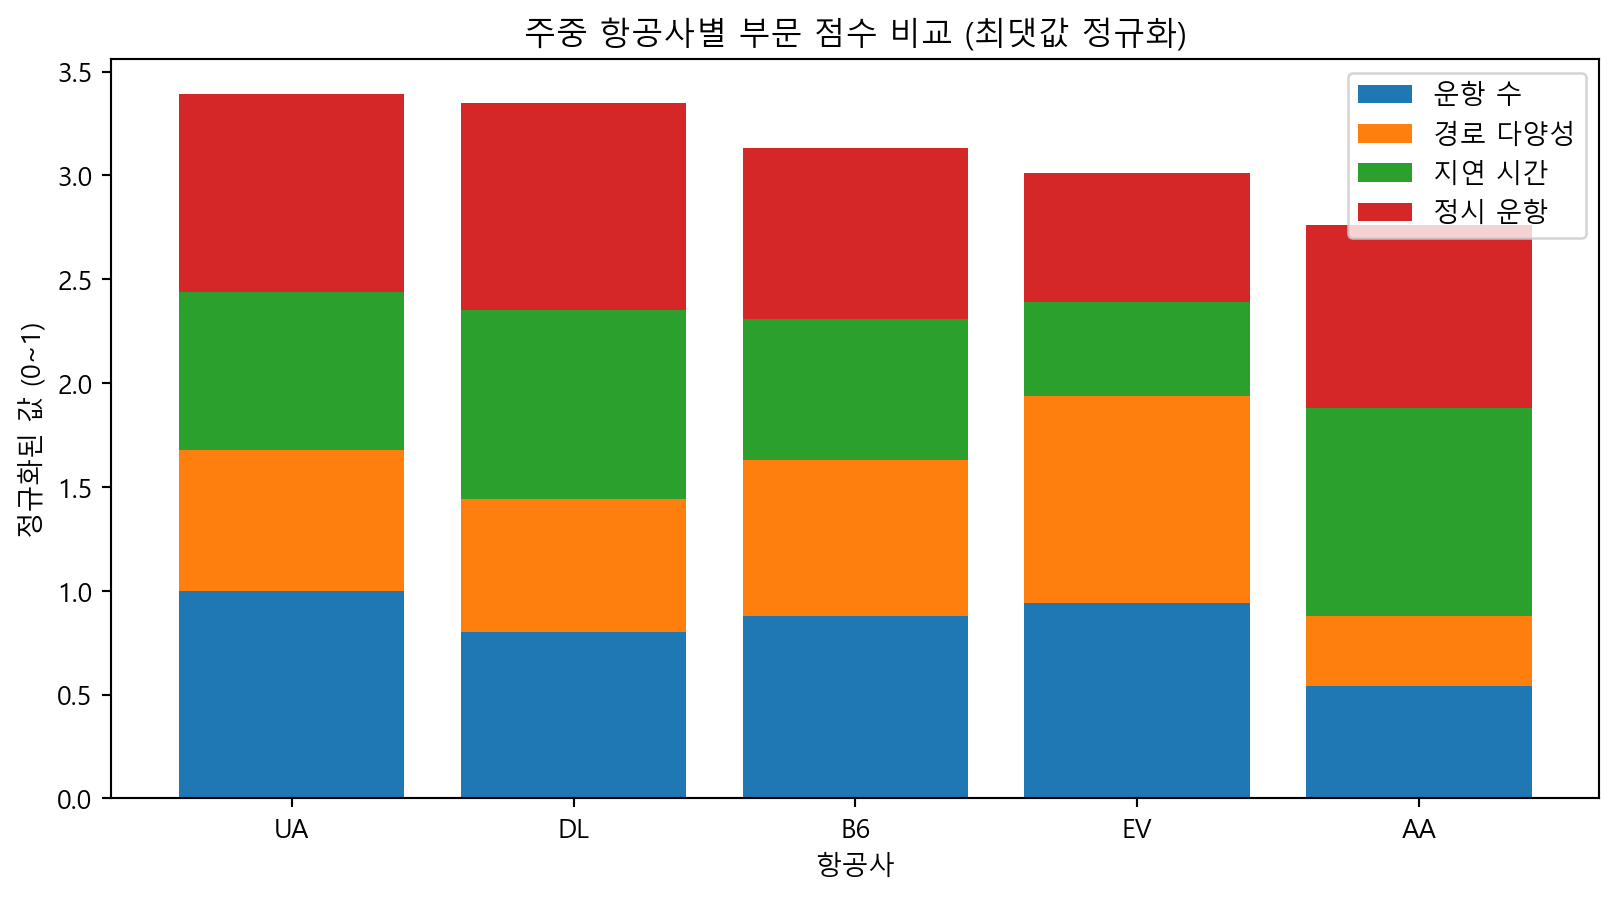 주중 항공사별 부문 점수 비교 (최댓값 정규화)
운항 수
경로 다양성
지연 시간
정시 운항
정규화된 값 (0~1)
3.5
3.0
2.5
2.0
1.5
1.0
0.5
0.0
UA DL B6 EV AA
항공사